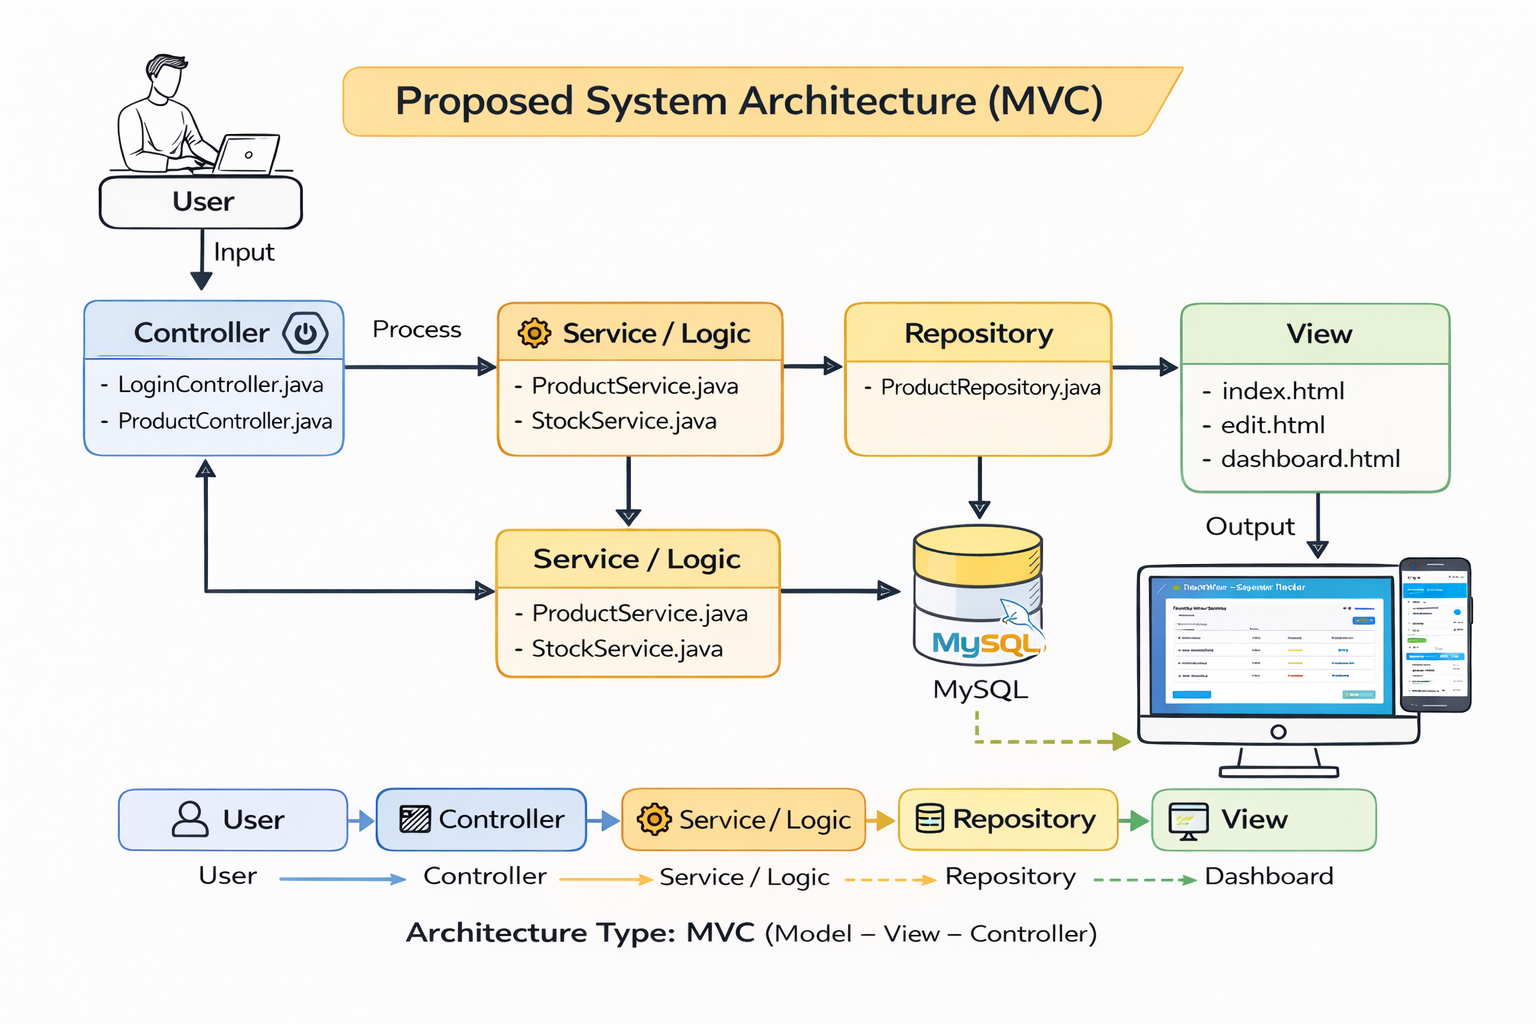 Proposed System Architecture (MVC)
User
Input
Controller
- LoginController.java
- ProductController.java
Process
Service / Logic
- ProductService.java
- StockService.java
Repository
- ProductRepository.java
View
- index.html
- edit.html
- dashboard.html
Service / Logic
- ProductService.java
- StockService.java
MySQL
MySQL
Output
User
Controller
Service / Logic
Repository
View
User
Controller
Service / Logic
Repository
Dashboard
Architecture Type: MVC (Model – View – Controller)